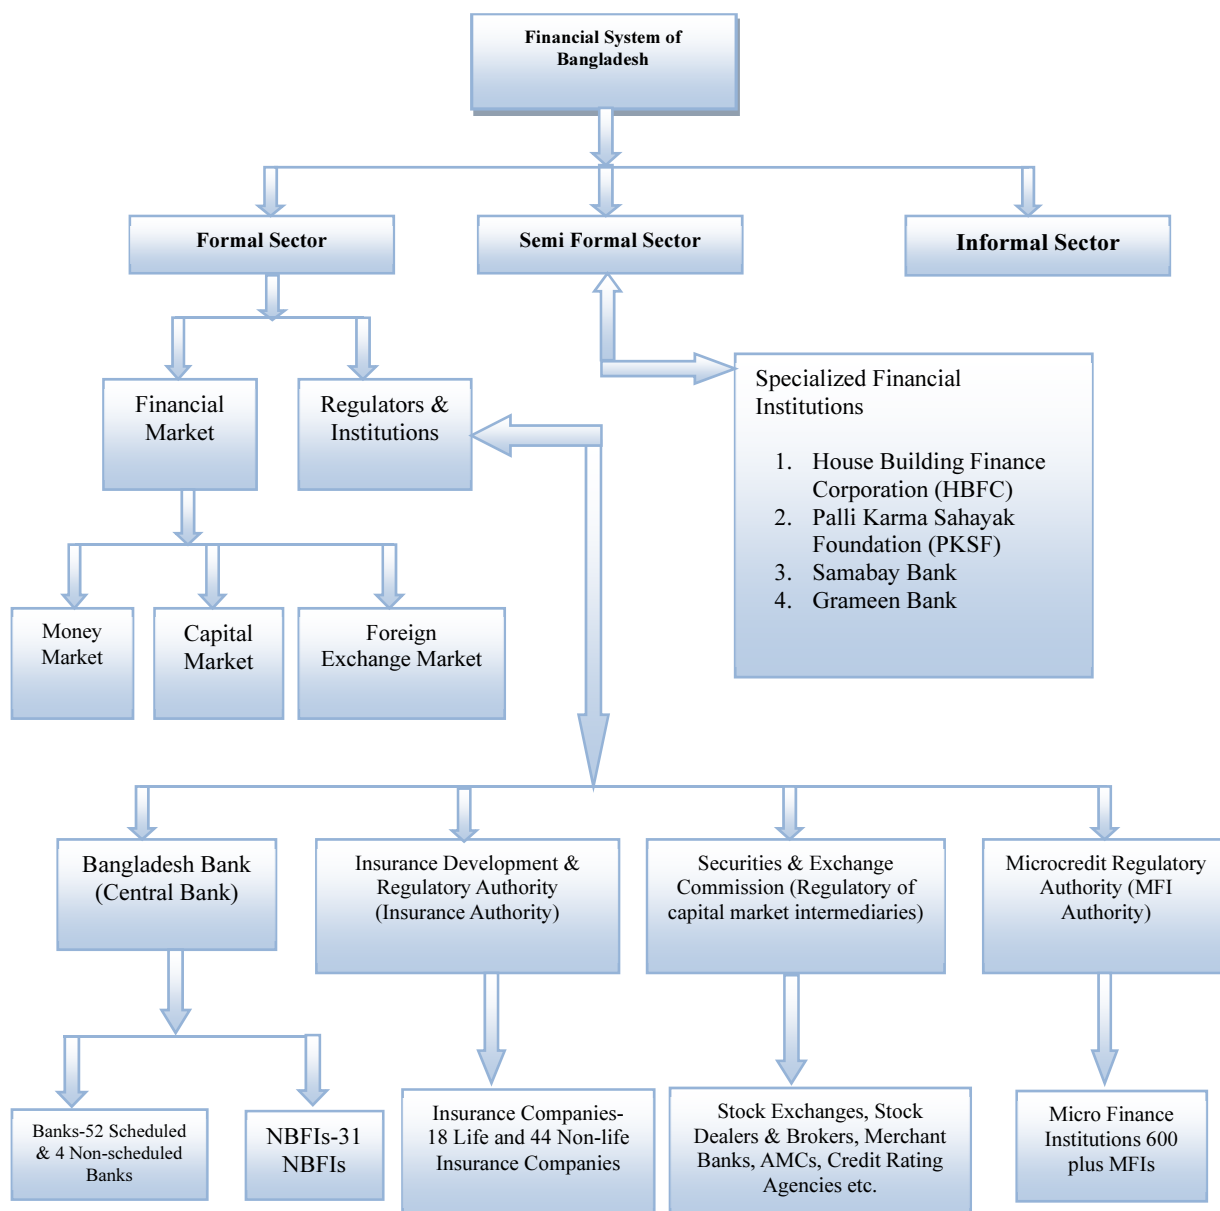 Financial System of
Bangladesh
Formal Sector
Semi Formal Sector
Informal Sector
Financial
Market
Regulators &
Institutions
Specialized Financial
Institutions
1. House Building Finance
Corporation (HBFC)
2. Palli Karma Sahayak
Foundation (PKSF)
3. Samabay Bank
4. Grameen Bank
Money
Market
Capital
Market
Foreign
Exchange Market
Bangladesh Bank
(Central Bank)
Insurance Development &
Regulatory Authority
(Insurance Authority)
Securities & Exchange
Commission (Regulatory of
capital market intermediaries)
Microcredit Regulatory
Authority (MFI
Authority)
Banks-52 Scheduled
& 4 Non-scheduled
Banks
NBFIs-31
NBFIs
Insurance Companies-
18 Life and 44 Non-life
Insurance Companies
Stock Exchanges, Stock
Dealers & Brokers, Merchant
Banks, AMCs, Credit Rating
Agencies etc.
Micro Finance
Institutions 600
plus MFIs